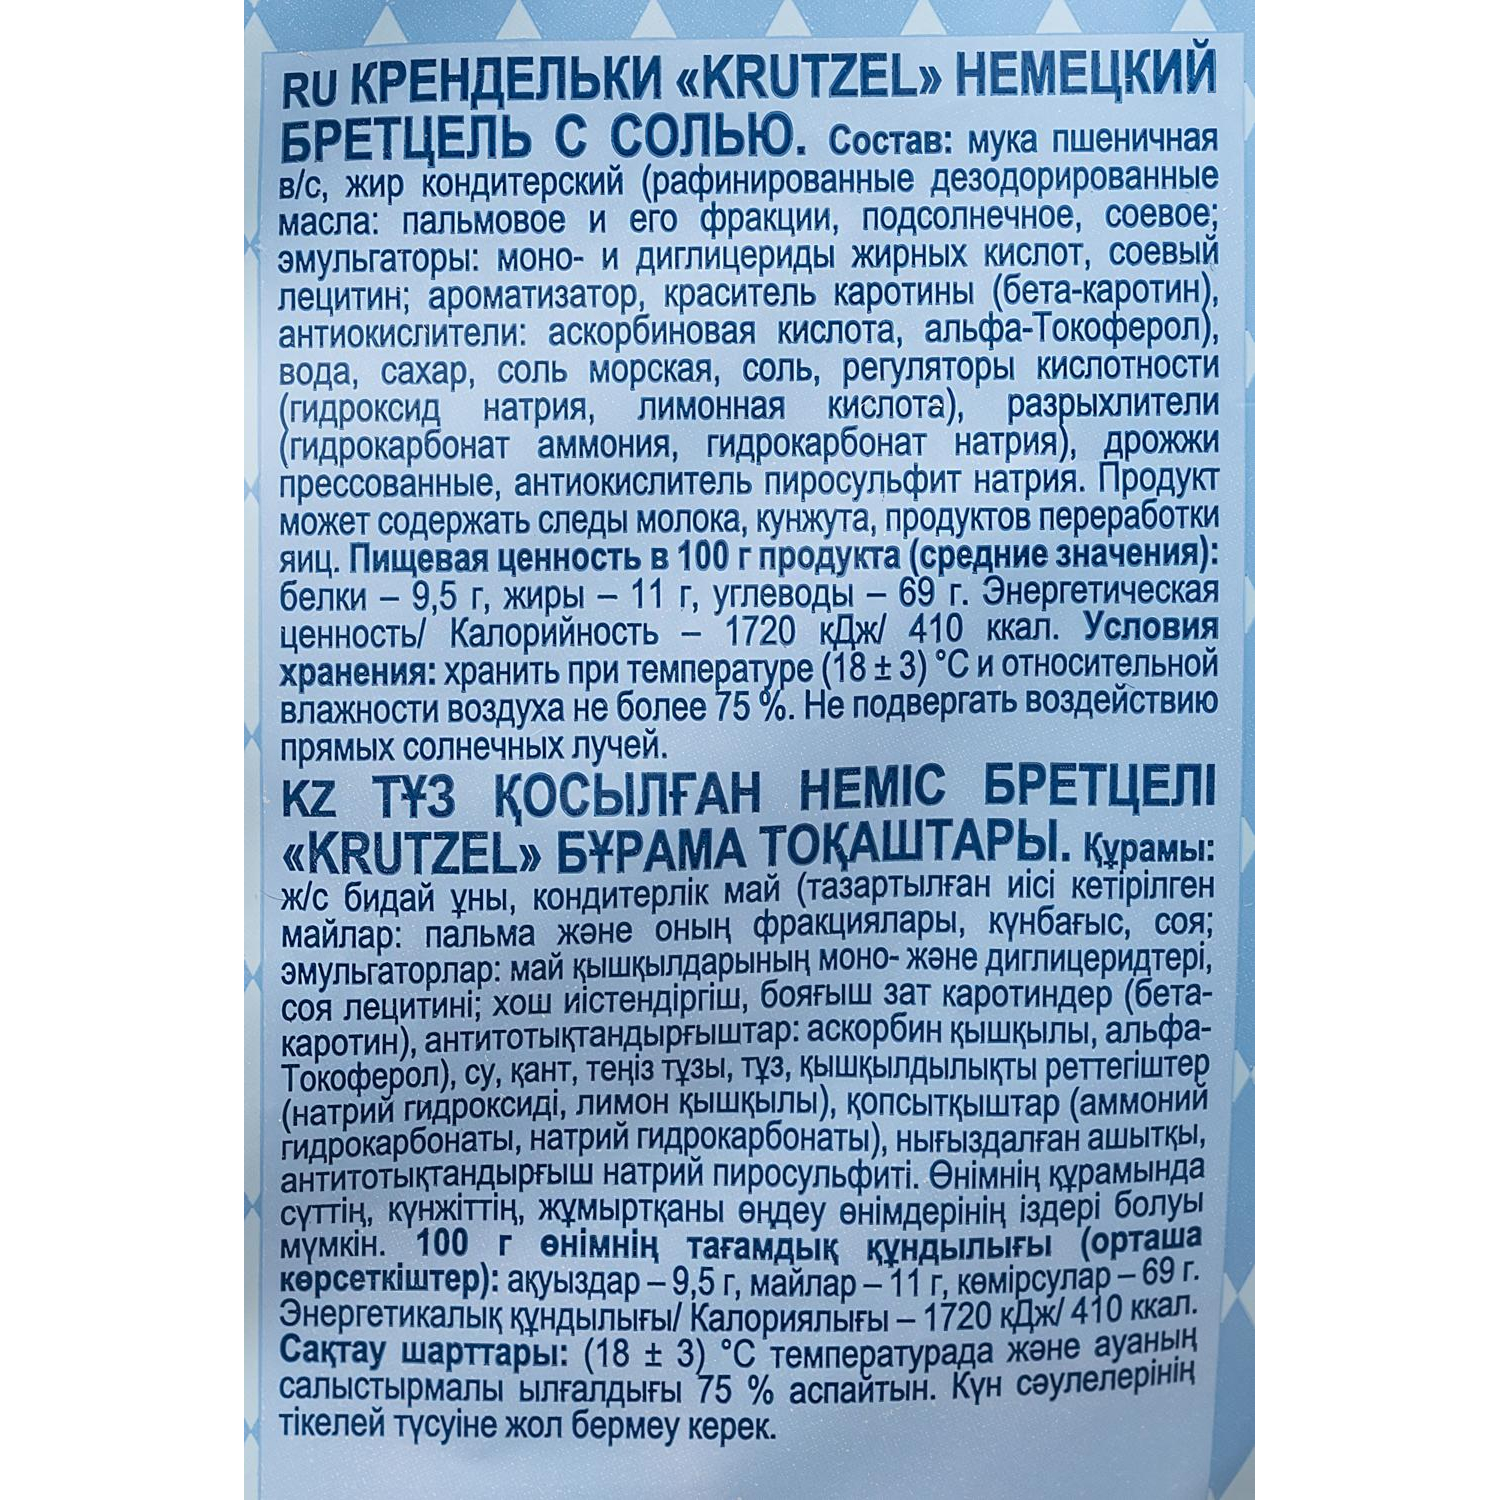 RU КРЕНДЕЛЬКИ «KRUTZEL» НЕМЕЦКИЙ
БРЕТЦЕЛЬ С СОЛЬЮ. Состав: мука пшеничная
в/с, жир кондитерский (рафинированные дезодорированные
масла: пальмовое и его фракции, подсолнечное, соевое;
эмульгаторы: моно- и диглицериды жирных кислот, соевый
лецитин; ароматизатор, краситель каротины (бета-каротин),
антиокислители: аскорбиновая кислота, альфа-Токоферол),
вода, сахар, соль морская, соль, регуляторы кислотности
(гидроксид натрия, лимонная кислота), разрыхлители
(гидрокарбонат аммония, гидрокарбонат натрия), дрожжи
прессованные, антиокислитель пиросульфит натрия. Продукт
может содержать следы молока, кунжута, продуктов переработки
яиц. Пищевая ценность в 100 г продукта (средние значения):
белки – 9,5 г, жиры – 11 г, углеводы – 69 г. Энергетическая
ценность/ Калорийность – 1720 кДж/ 410 ккал. Условия
хранения: хранить при температуре (18 ± 3) °С и относительной
влажности воздуха не более 75 %. Не подвергать воздействию
прямых солнечных лучей.
KZ ТҰЗ ҚОСЫЛҒАН НЕМІС БРЕТЦЕЛІ
«KRUTZEL» БҰРАМА ТОҚАШТАРЫ. Құрамы:
ж/с бидай ұны, кондитерлік май (тазартылған иісі кетірілген
майлар: пальма және оның фракциялары, күнбағыс, соя;
эмульгаторлар: май қышқылдарының моно- және диглицеридтері,
соя лецитині; хош иістендіргіш, бояғыш зат каротиндер (бета-
каротин), антитотықтандырғыштар: аскорбин қышқылы, альфа-
Токоферол), су, қант, теңіз тұзы, тұз, қышқылдылықты реттегіштер
(натрий гидроксиді, лимон қышқылы), қопсытқыштар (аммоний
гидрокарбонаты, натрий гидрокарбонаты), нығыздалған ашытқы,
антитотықтандырғыш натрий пиросульфиті. Өнімнің құрамында
сүттің, күнжіттің, жұмыртқаны өңдеу өнімдерінің іздері болуы
мүмкін. 100 г өнімнің тағамдық құндылығы (орташа
көрсеткіштер): ақуыздар – 9,5 г, майлар – 11 г, көмірсулар – 69 г.
Энергетикалық құндылығы/ Калориялығы – 1720 кДж/ 410 ккал.
Сақтау шарттары: (18 ± 3) °С температурада және ауаның
салыстырмалы ылғалдығы 75 % аспайтын. Күн сәулелерінің
тікелей түсуіне жол бермеу керек.